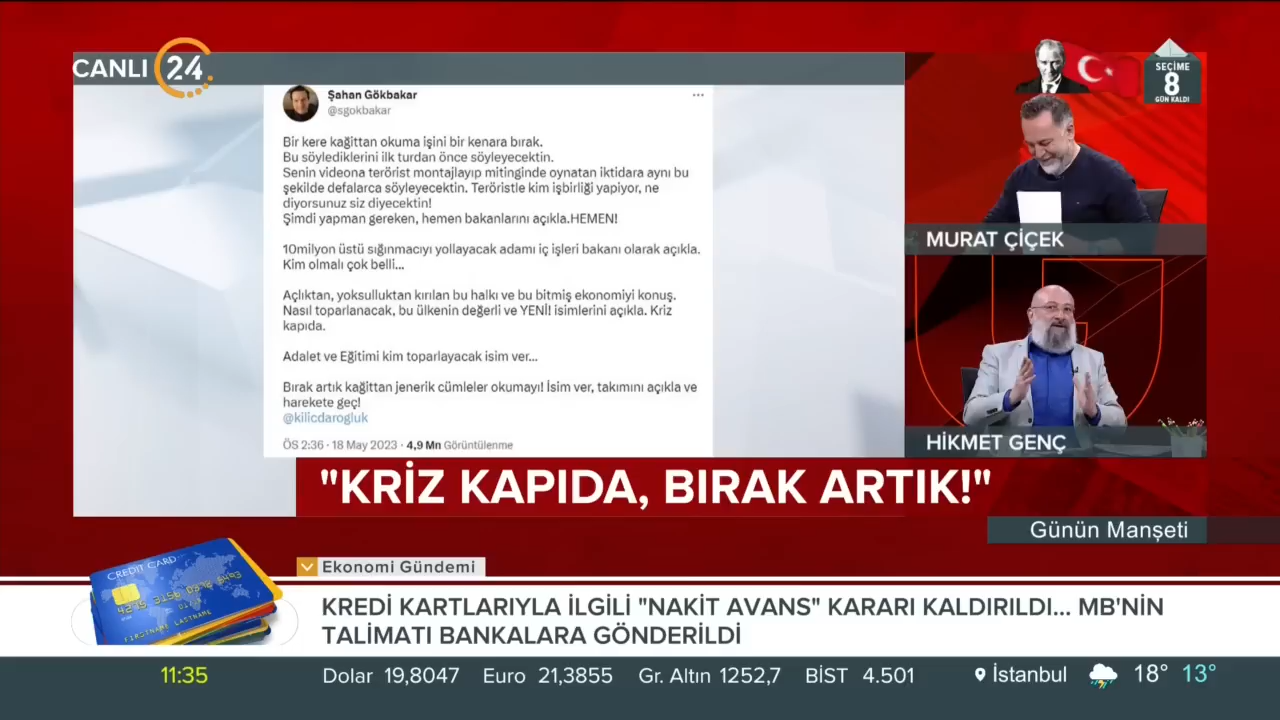 CANLI 24
SEÇİME
8
GÜN KALDI
Şahan Gökbakar
@sgokbakar
Bir kere kağıttan okuma işini bir kenara bırak.
Bu söylediklerini ilk turdan önce söyleyecektin.
Senin videona terörist montajlayıp mitinginde oynatan iktidara aynı bu
şekilde defalarca söyleyecektin. Teröristle kim işbirliği yapıyor, ne
diyorsunuz siz diyecektin!
Şimdi yapman gereken, hemen bakanlarını açıkla.HEMEN!
10milyon üstü sığınmacıyı yollayacak adamı iç işleri bakanı olarak açıkla.
Kim olmalı çok belli...
Açlıktan, yoksulluktan kırılan bu halkı ve bu bitmiş ekonomiyi konuş.
Nasıl toparlanacak, bu ülkenin değerli ve YENİ! isimlerini açıkla. Kriz
kapıda.
Adalet ve Eğitimi kim toparlayacak isim ver...
Bırak artık kağıttan jenerik cümleler okumayı! İsim ver, takımını açıkla ve
harekete geç!
@kilicdarogluk
ÖS 2:36 · 18 May 2023 · 4,9 Mn Görüntülenme
MURAT ÇİÇEK
HİKMET GENÇ
"KRİZ KAPIDA, BIRAK ARTIK!"
Günün Manşeti
Ekonomi Gündemi
CREDIT CARD
FIRSTNAME LASTNAME
KREDİ KARTLARIYLA İLGİLİ "NAKİT AVANS" KARARI KALDIRILDI... MB'NİN
TALİMATI BANKALARA GÖNDERİLDİ
11:35 Dolar 19,8047 Euro 21,3855 Gr. Altın 1252,7 BİST 4.501 İstanbul 18° 13°